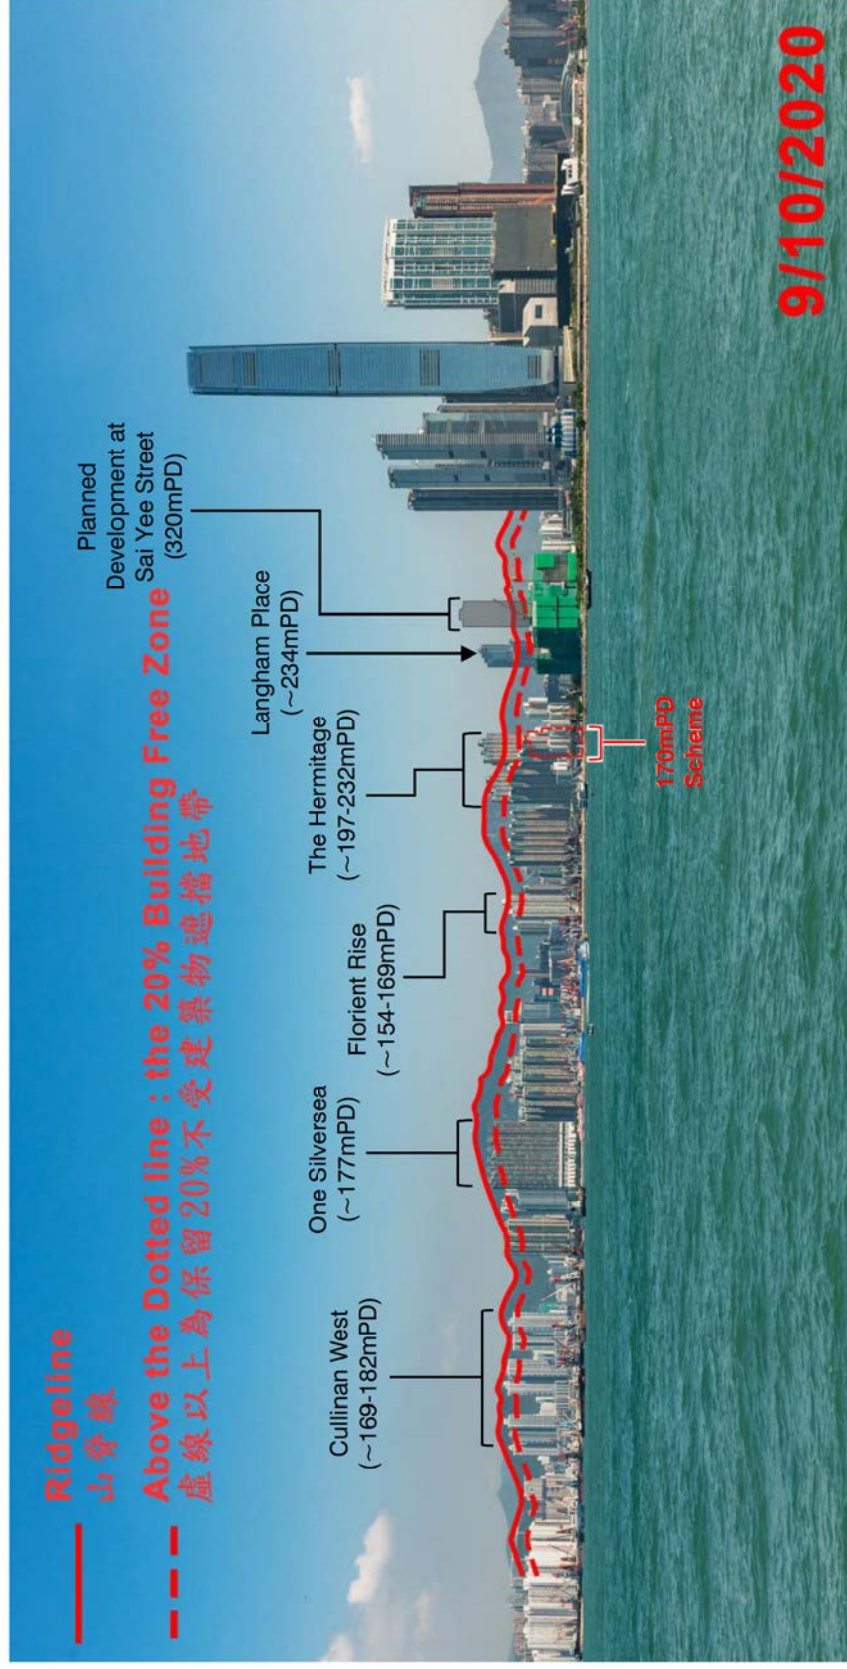 Ridgeline
山脊線
Above the Dotted line : the 20% Building Free Zone
虛線以上為保留20%不受建築物遮擋地帶
Cullinan West
(~169-182mPD)
One Silversea
(~177mPD)
Florient Rise
(~154-169mPD)
The Hermitage
(~197-232mPD)
Langham Place
(~234mPD)
Planned
Development at
Sai Yee Street
(320mPD)
170mPD
Scheme
9/10/2020